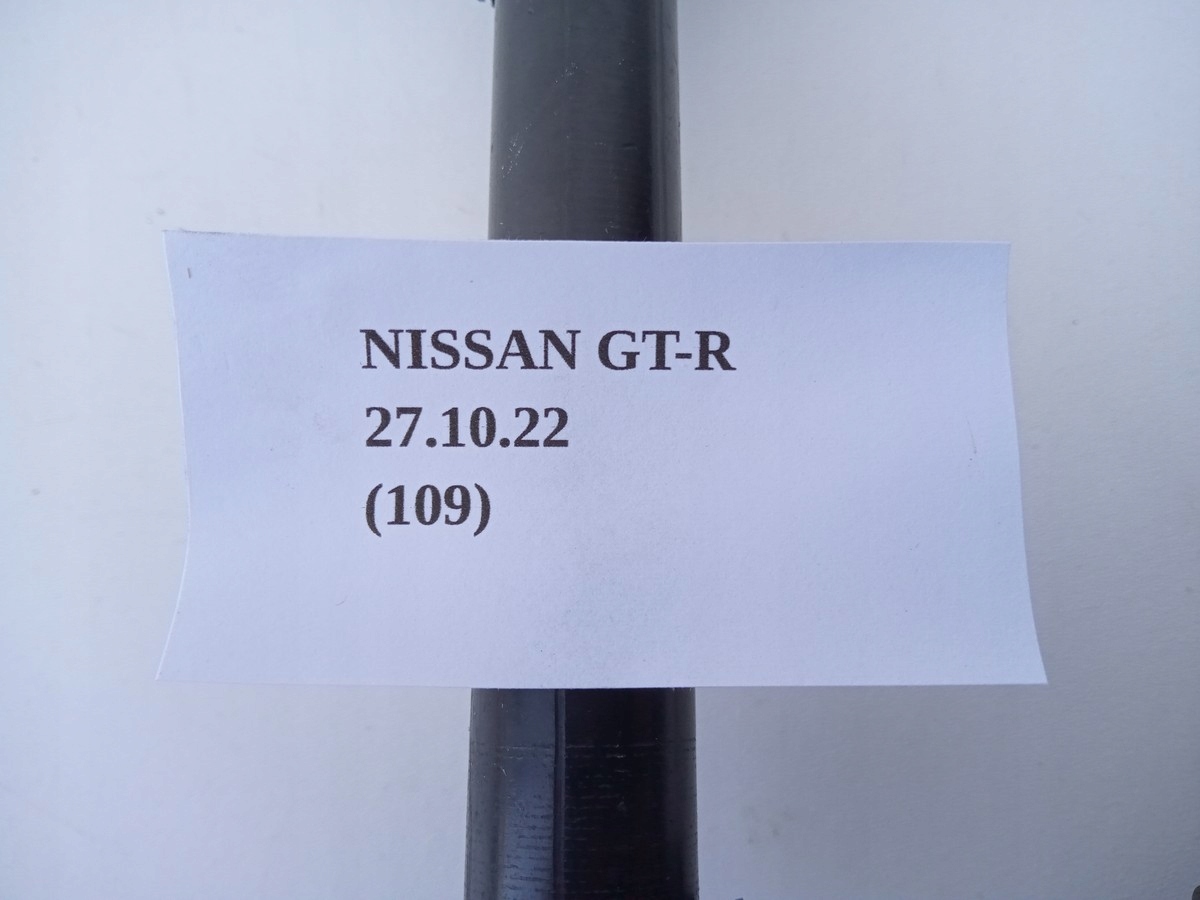 NISSAN GT-R
27.10.22
(109)